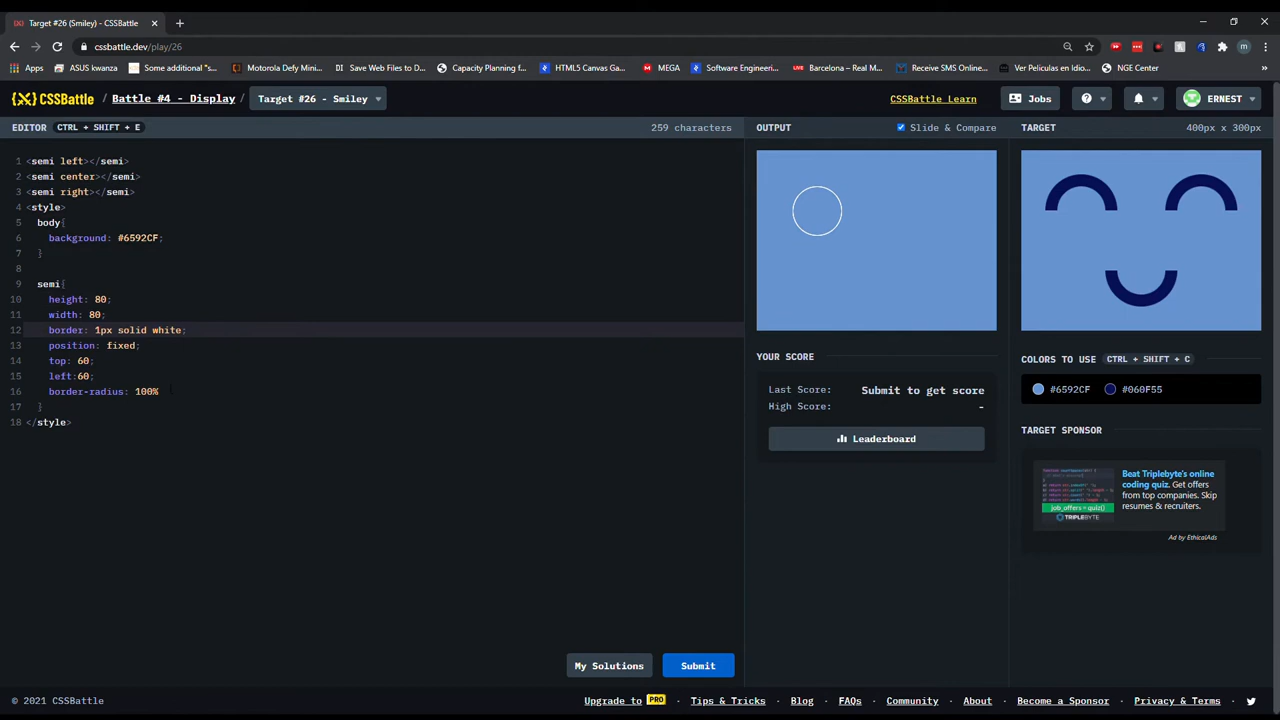 Target #26 (Smiley) - CSSBattle
cssbattle.dev/play/26
Apps
ASUS kwanza
Some additional "s...
Motorola Defy Mini...
Save Web Files to D...
Capacity Planning f...
HTML5 Canvas Ga...
MEGA
Software Engineeri...
Barcelona – Real M...
Receive SMS Online...
Ver Peliculas en Idio...
NGE Center
CSSBattle / Battle #4 - Display / Target #26 - Smiley
CSSBattle Learn
Jobs
ERNEST
EDITOR CTRL + SHIFT + E
259 characters
OUTPUT
Slide & Compare
TARGET
400px x 300px
1 <semi left></semi>
2 <semi center></semi>
3 <semi right></semi>
4 <style>
5 body{
6 background: #6592CF;
7 }
8
9 semi{
10 height: 80;
11 width: 80;
12 border: 1px solid white;
13 position: fixed;
14 top: 60;
15 left:60;
16 border-radius: 100%
17 }
18 </style>
YOUR SCORE
Last Score: Submit to get score
High Score: -
Leaderboard
COLORS TO USE CTRL + SHIFT + C
#6592CF
#060F55
TARGET SPONSOR
job_offers = quiz()
TRIPLEBYTE
Beat Triplebyte's online
coding quiz. Get offers
from top companies. Skip
resumes & recruiters.
Ad by EthicalAds
My Solutions
Submit
© 2021 CSSBattle
Upgrade to PRO
Tips & Tricks
Blog
FAQs
Community
About
Become a Sponsor
Privacy & Terms